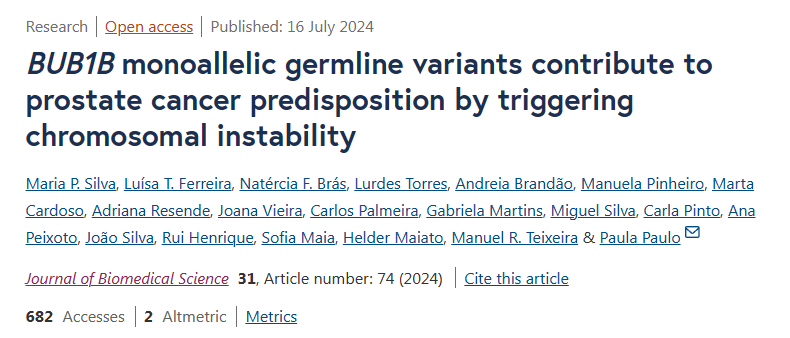 Research | Open access | Published: 16 July 2024
BUB1B monoallelic germline variants contribute to
prostate cancer predisposition by triggering
chromosomal instability
Maria P. Silva, Luísa T. Ferreira, Natércia F. Brás, Lurdes Torres, Andreia Brandão, Manuela Pinheiro, Marta
Cardoso, Adriana Resende, Joana Vieira, Carlos Palmeira, Gabriela Martins, Miguel Silva, Carla Pinto, Ana
Peixoto, João Silva, Rui Henrique, Sofia Maia, Helder Maiato, Manuel R. Teixeira & Paula Paulo
Journal of Biomedical Science 31, Article number: 74 (2024) | Cite this article
682 Accesses | 2 Altmetric | Metrics